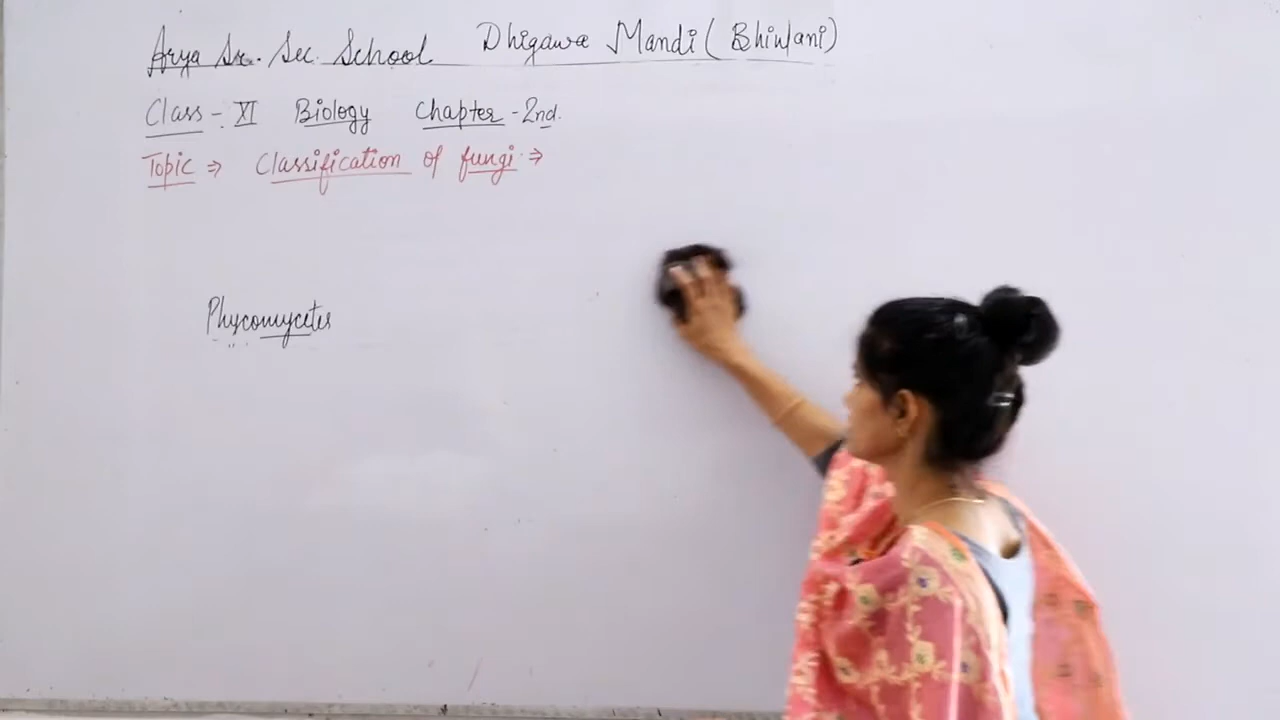 Arya Sr. Sec. School Dhigawa Mandi (Bhiwani)
Class - XI Biology Chapter - 2nd.
Topic ⇒ Classification of fungi ⇒
Phycomycetes